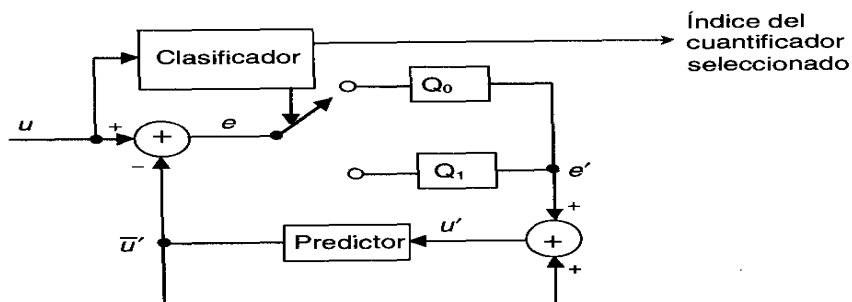 Índice del
cuantificador
seleccionado
Clasificador
Q₀
u
+
+
e
−
Q₁
e'
+
u̅'
Predictor
u'
+
+